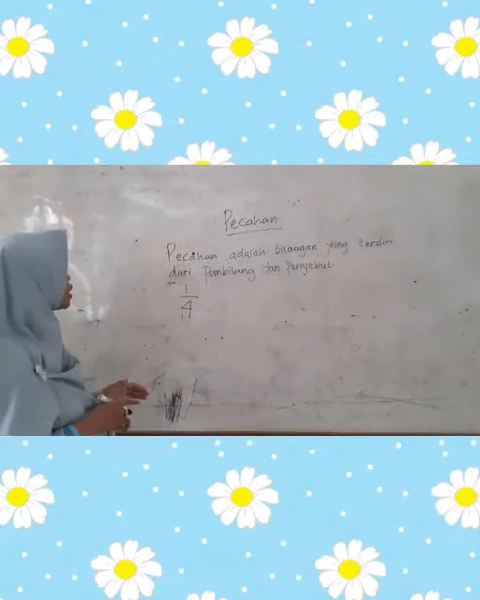 Pecahan
Pecahan adalah bilangan yang terdiri
dari Pembilang dan Penyebut
1
4